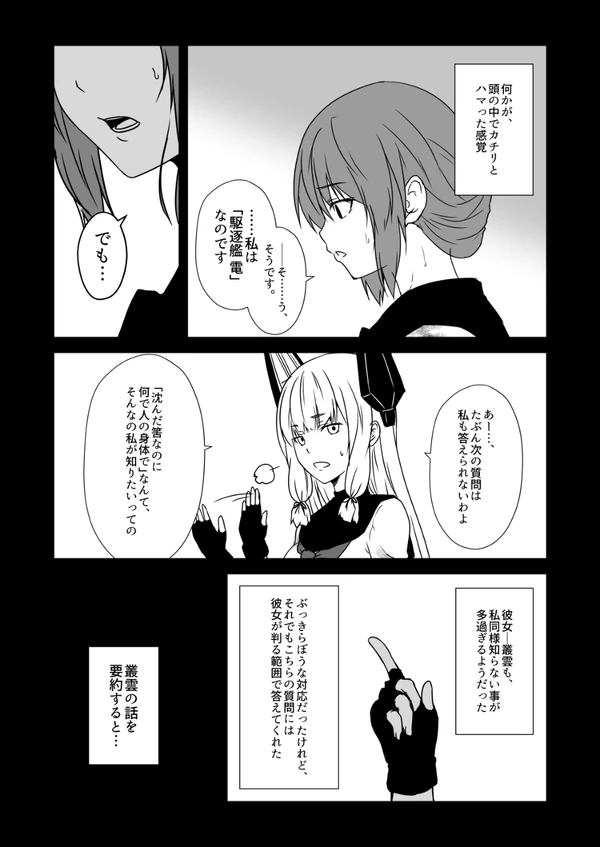 何かが、
頭の中でカチリと
ハマった感覚
――そ……う、
そうです。
……私は
「駆逐艦 電」
なのです
でも…
あー…、
たぶん次の質問は
私も答えられないわよ
「沈んだ筈なのに
何で人の身体で」なんて、
そんなの私が知りたいっての
彼女―叢雲も、
私同様知らない事が
多過ぎるようだった
ぶっきらぼうな対応だったけれど、
それでもこちらの質問には
彼女が判る範囲で答えてくれた
叢雲の話を
要約すると…